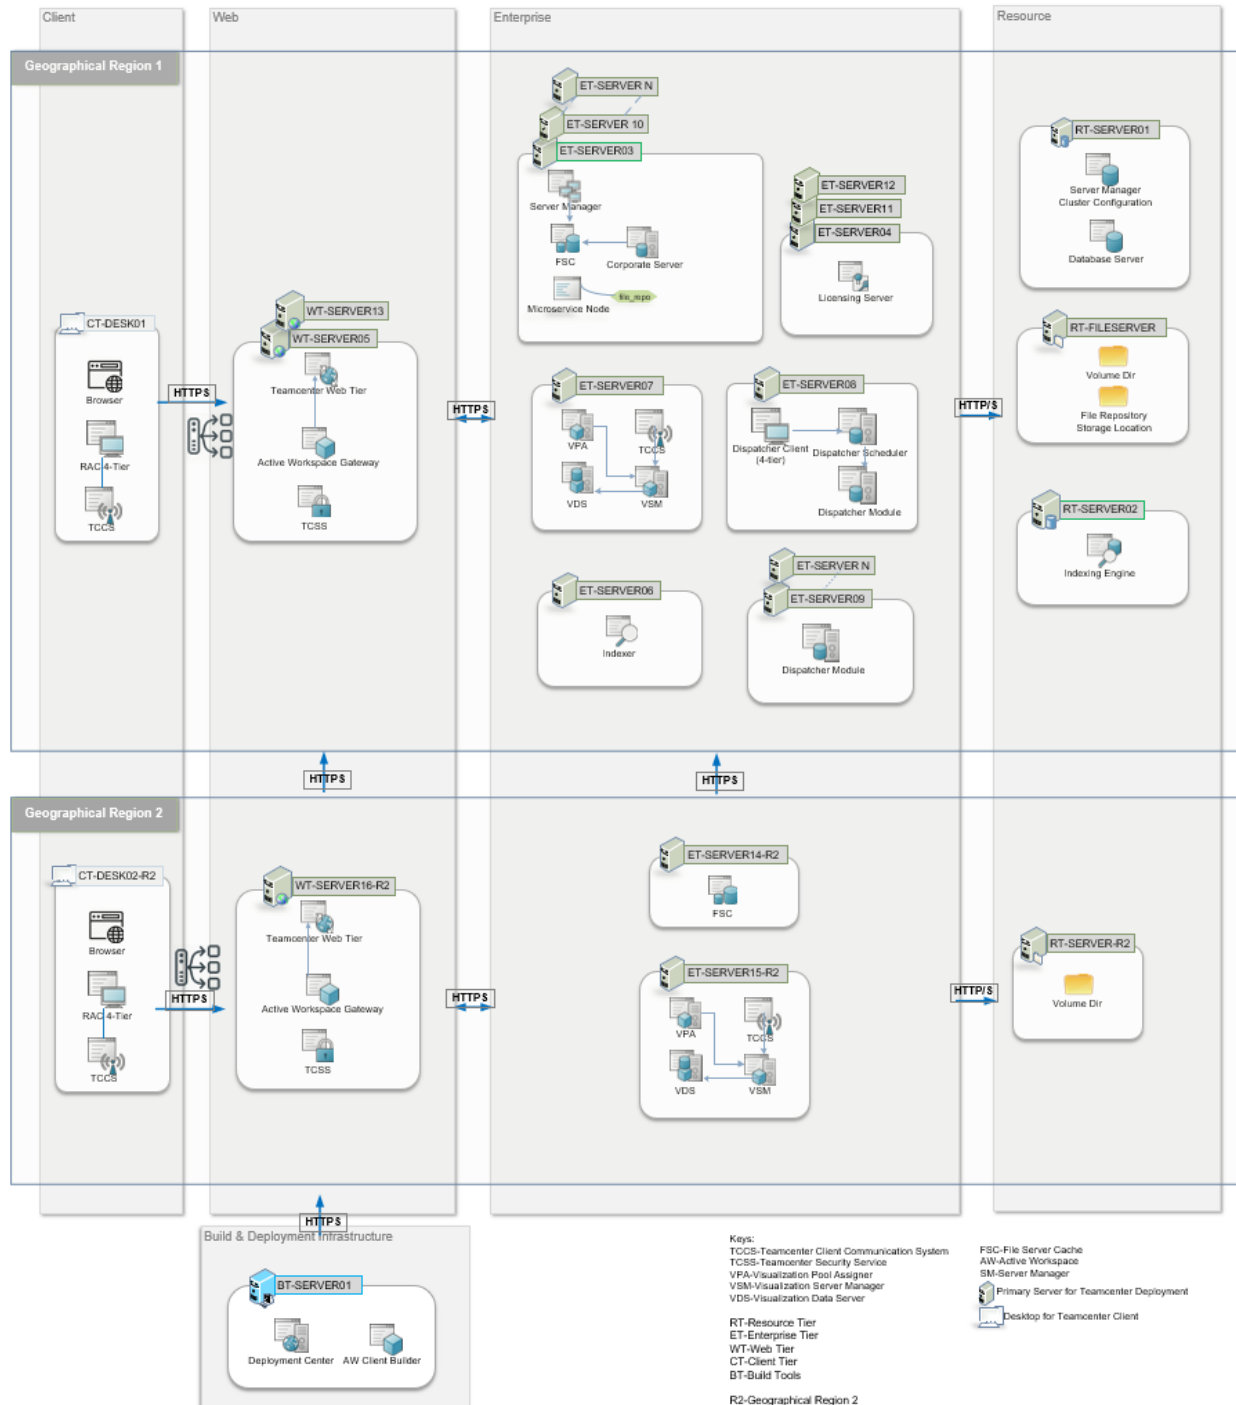 Client
Web
Enterprise
Resource
Geographical Region 1
ET-SERVER N
ET-SERVER 10
ET-SERVER03
Server Manager
FSC
Corporate Server
Microservice Node
file_repo
ET-SERVER12
ET-SERVER11
ET-SERVER04
Licensing Server
RT-SERVER01
Server Manager
Cluster Configuration
Database Server
CT-DESK01
Browser
RAC 4-Tier
TCCS
HTTPS
WT-SERVER13
WT-SERVER05
Teamcenter Web Tier
Active Workspace Gateway
TCSS
HTTPS
ET-SERVER07
VPA
TCCS
VDS
VSM
ET-SERVER08
Dispatcher Client
(4-tier)
Dispatcher Scheduler
Dispatcher Module
HTTP/S
RT-FILESERVER
Volume Dir
File Repository
Storage Location
RT-SERVER02
Indexing Engine
ET-SERVER06
Indexer
ET-SERVER N
ET-SERVER09
Dispatcher Module
HTTPS
HTTPS
Geographical Region 2
CT-DESK02-R2
Browser
RAC 4-Tier
TCCS
HTTPS
WT-SERVER16-R2
Teamcenter Web Tier
Active Workspace Gateway
TCSS
HTTPS
ET-SERVER14-R2
FSC
ET-SERVER15-R2
VPA
TCCS
VDS
VSM
HTTP/S
RT-SERVER-R2
Volume Dir
HTTPS
Build & Deployment Infrastructure
BT-SERVER01
Deployment Center
AW Client Builder
Keys:
TCCS-Teamcenter Client Communication System
TCSS-Teamcenter Security Service
VPA-Visualization Pool Assigner
VSM-Visualization Server Manager
VDS-Visualization Data Server
RT-Resource Tier
ET-Enterprise Tier
WT-Web Tier
CT-Client Tier
BT-Build Tools
R2-Geographical Region 2
FSC-File Server Cache
AW-Active Workspace
SM-Server Manager
Primary Server for Teamcenter Deployment
Desktop for Teamcenter Client